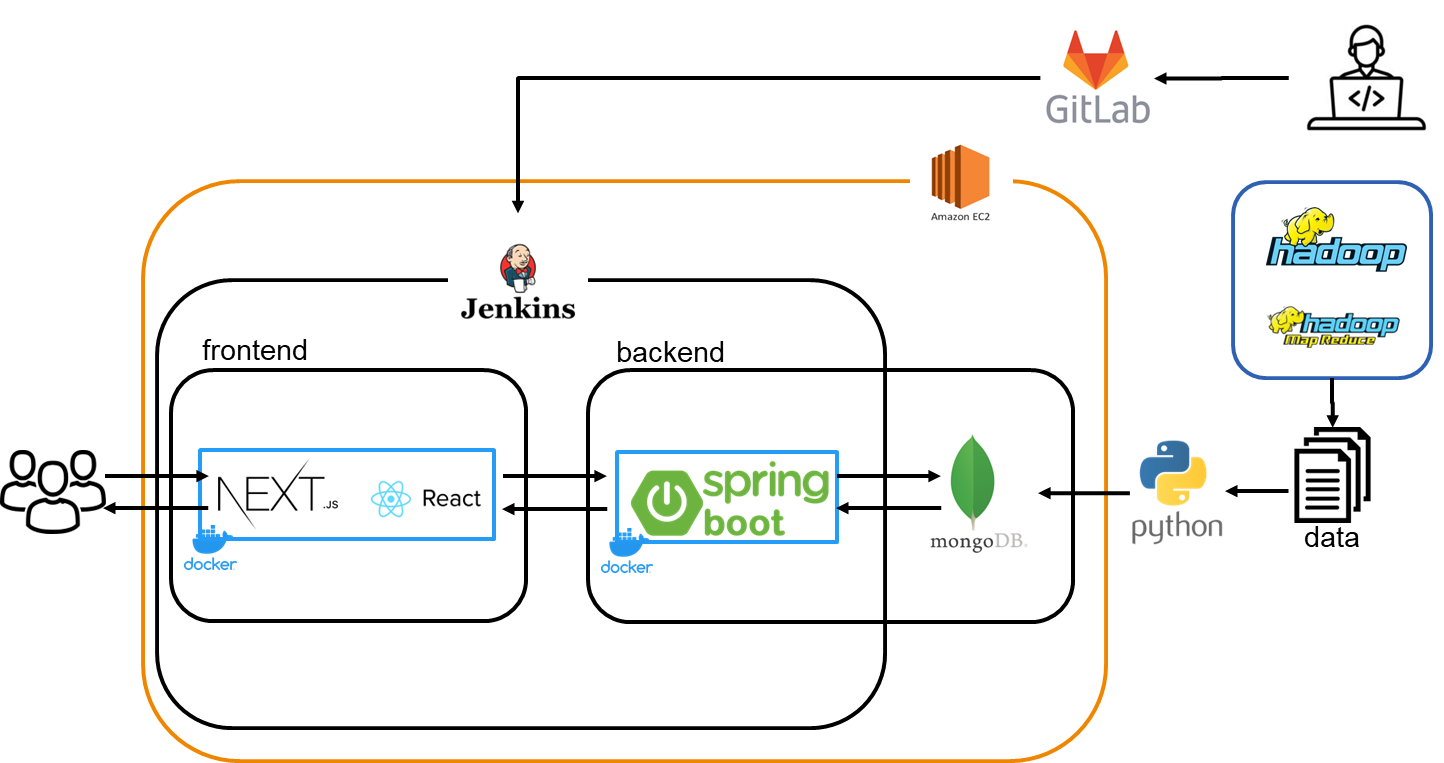 GitLab
Amazon EC2
hadoop
hadoop
Map Reduce
Jenkins
frontend
backend
NEXT.JS
React
docker
spring
boot
docker
mongoDB.
python
data